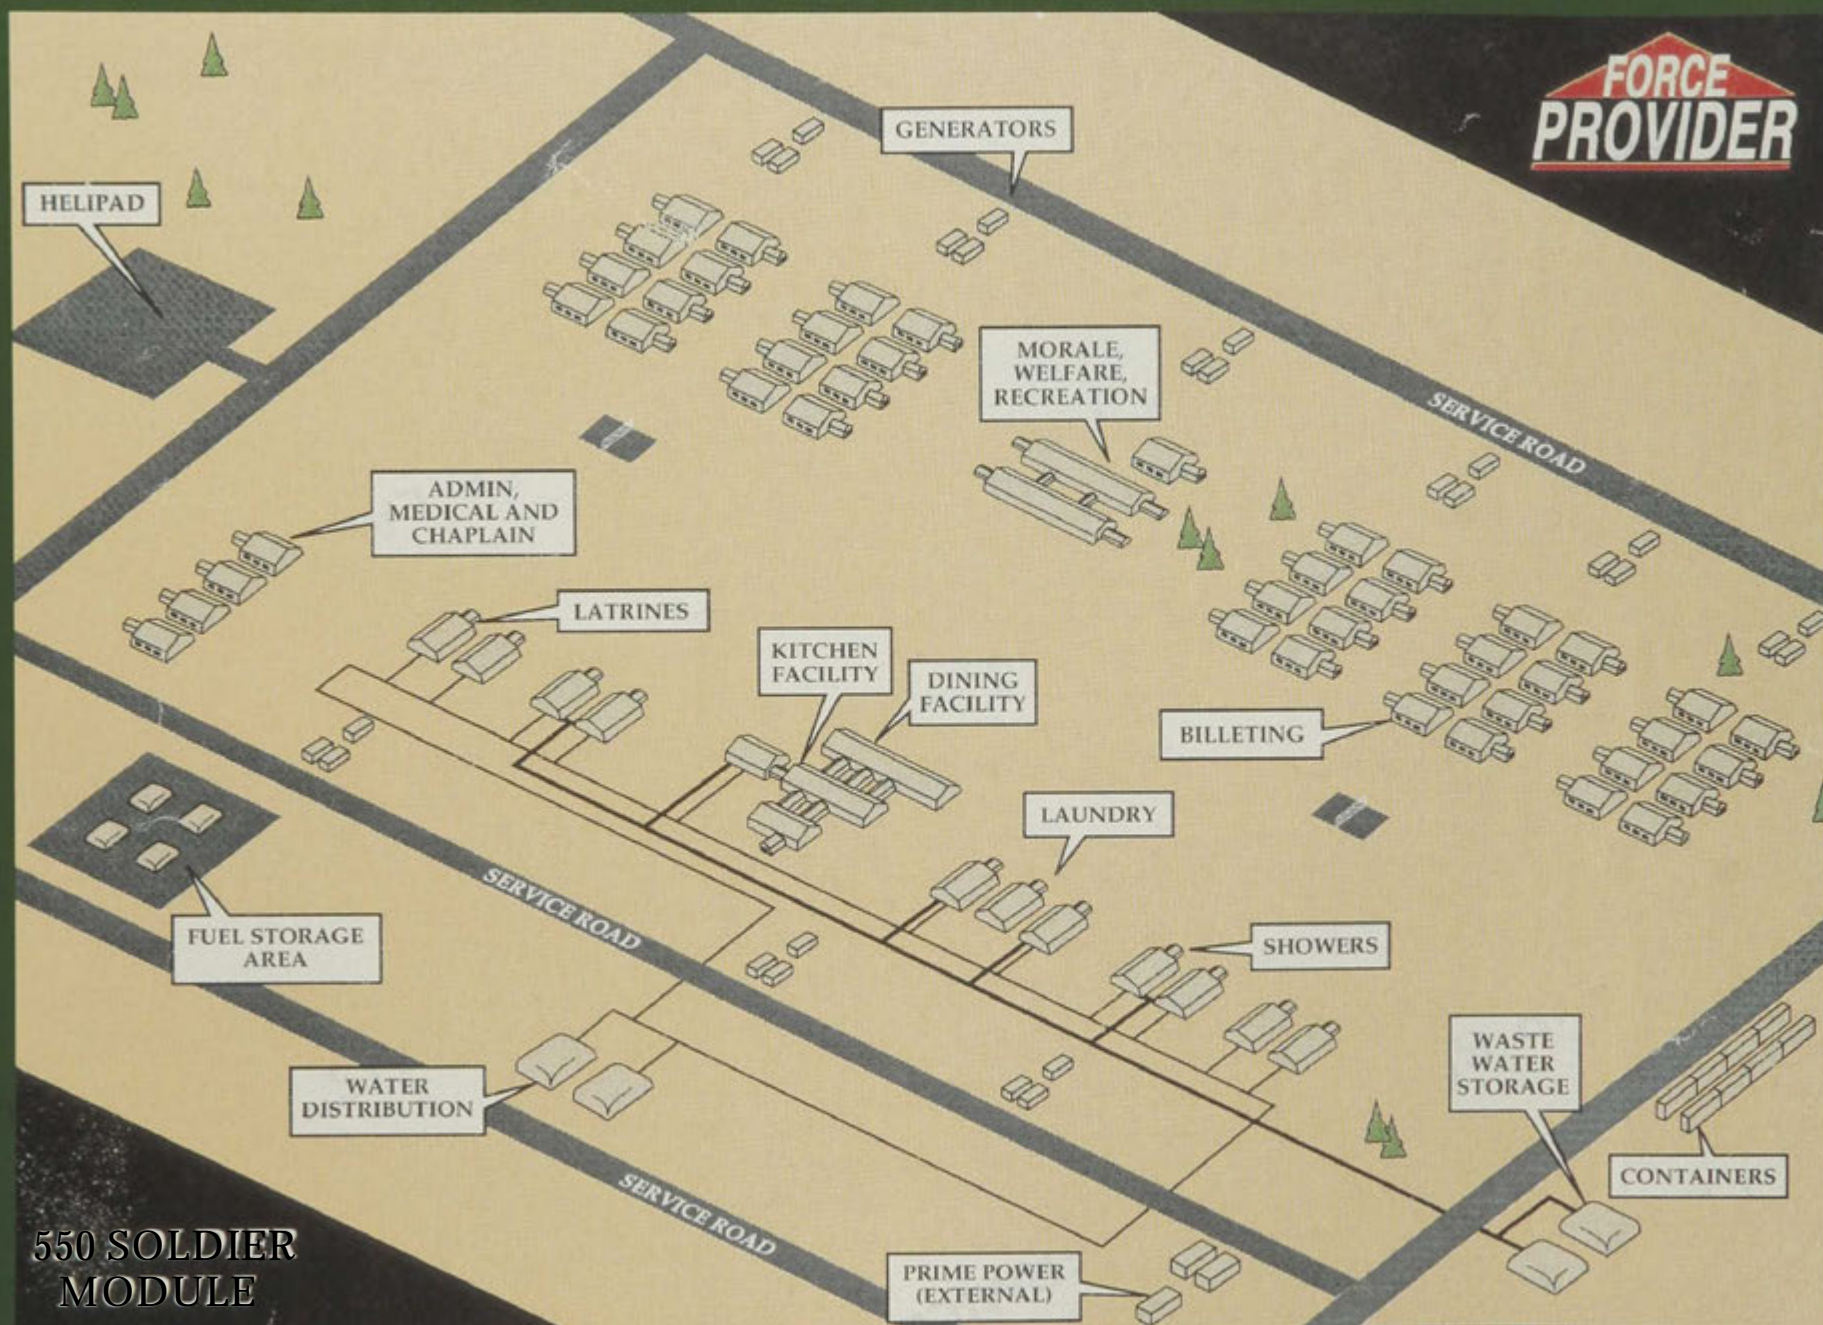 FORCE
PROVIDER
GENERATORS
HELIPAD
MORALE,
WELFARE,
RECREATION
SERVICE ROAD
ADMIN,
MEDICAL AND
CHAPLAIN
LATRINES
KITCHEN
FACILITY
DINING
FACILITY
BILLETING
LAUNDRY
SERVICE ROAD
FUEL STORAGE
AREA
SHOWERS
WASTE
WATER
STORAGE
WATER
DISTRIBUTION
CONTAINERS
SERVICE ROAD
550 SOLDIER
MODULE
PRIME POWER
(EXTERNAL)